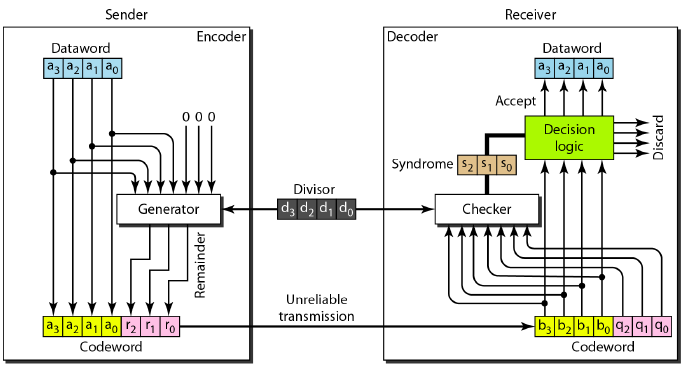 Sender
Receiver
Encoder
Decoder
Dataword
a3 a2 a1 a0
Dataword
a3 a2 a1 a0
0 0 0
Accept
Decision
logic
Discard
Syndrome
s2 s1 s0
Generator
Divisor
d3 d2 d1 d0
Checker
Remainder
Unreliable
transmission
a3 a2 a1 a0 r2 r1 r0
Codeword
b3 b2 b1 b0 q2 q1 q0
Codeword